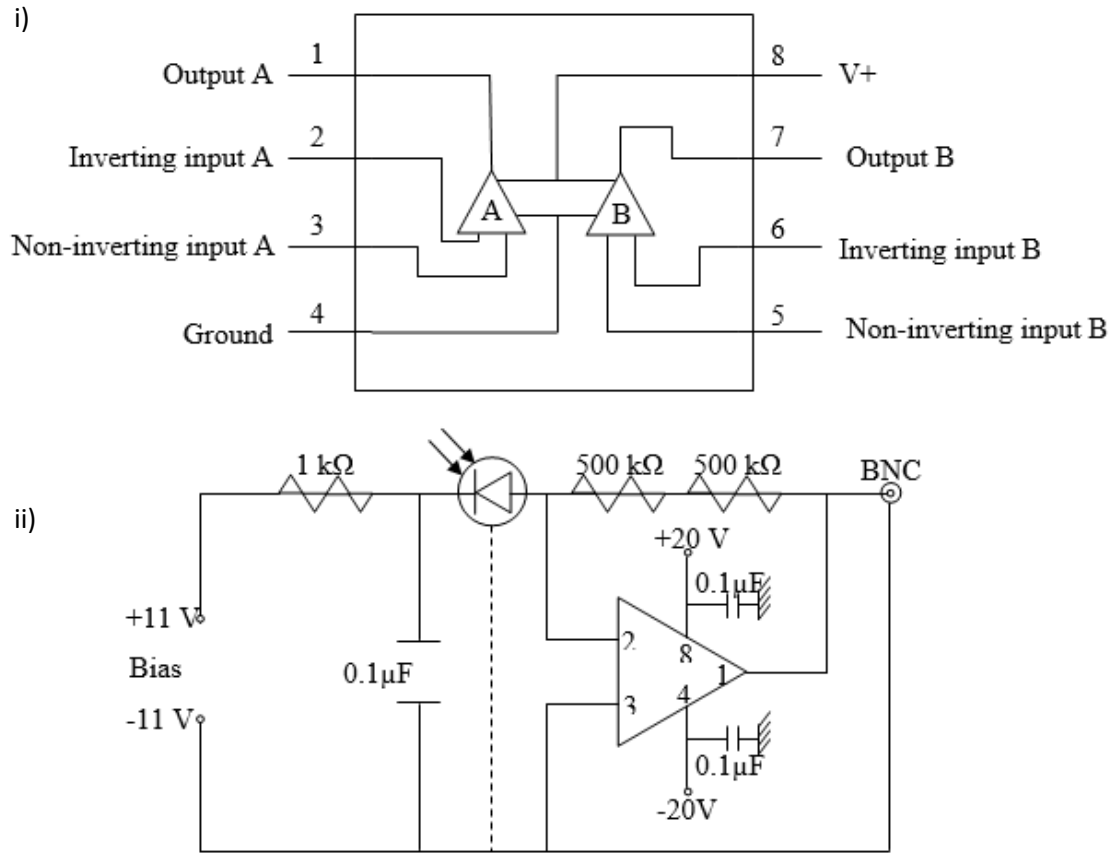 i)
1
8
Output A
V+
2
7
Inverting input A
Output B
A
B
3
6
Non-inverting input A
Inverting input B
4
5
Ground
Non-inverting input B
ii)
1 kΩ
500 kΩ
500 kΩ
BNC
+20 V
0.1µF
+11 V
Bias
-11 V
0.1µF
2
8
1
3
4
0.1µF
-20V